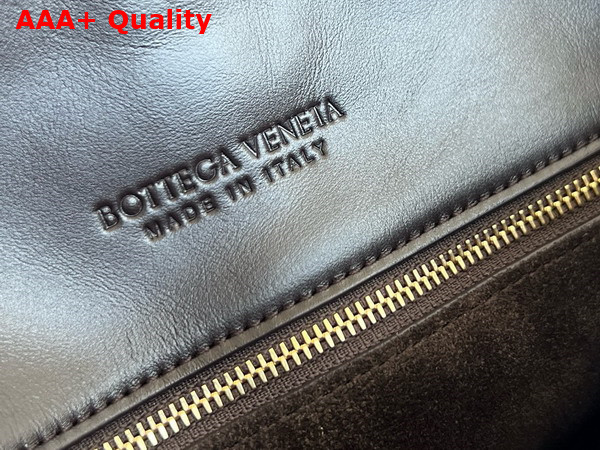 AAA+ Quality
BOTTEGA VENETA
MADE IN ITALY